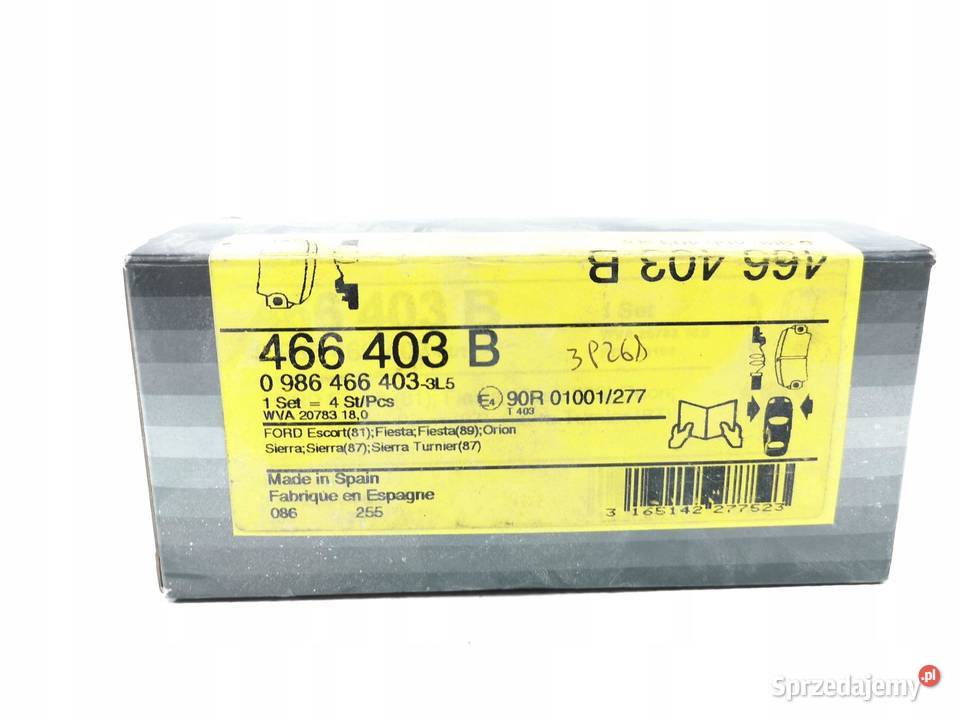 466 403 B
466 403 B
3P26D
0 986 466 403-3L5
1 Set = 4 St/Pcs
E4 90R 01001/277
WVA 20783 18,0
T 403
FORD Escort(81);Fiesta;Fiesta(89);Orion
Sierra;Sierra(87);Sierra Turnier(87)
Made in Spain
Fabrique en Espagne
086 255
3 165142 277523
Sprzedajemy.pl